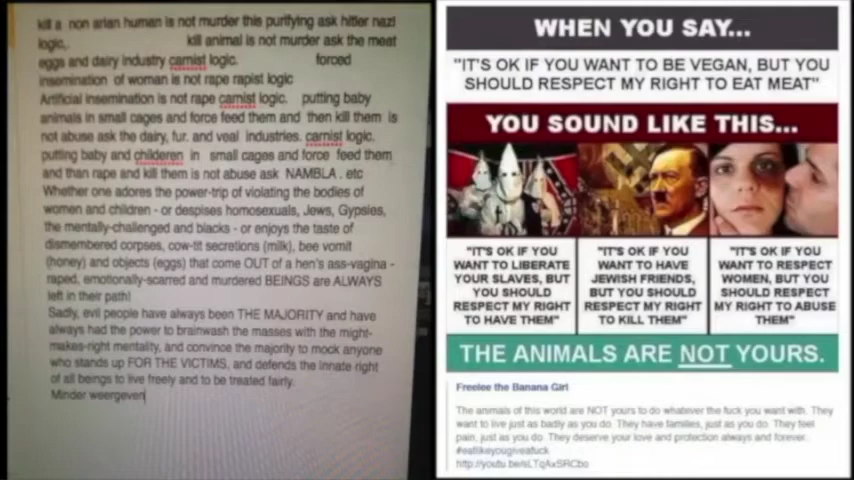 kill a non arian human is not murder this purifying ask hitler nazi
logic,. kill animal is not murder ask the meat
eggs and dairy industry carnist logic. forced
insemination of woman is not rape rapist logic
Artificial insemination is not rape carnist logic. putting baby
animals in small cages and force feed them and then kill them is
not abuse ask the dairy, fur. and veal industries. carnist logic.
putting baby and childeren in small cages and force feed them
and than rape and kill them is not abuse ask NAMBLA . etc
Whether one adores the power-trip of violating the bodies of
women and children - or despises homosexuals, Jews, Gypsies,
the mentally-challenged and blacks - or enjoys the taste of
dismembered corpses, cow-tit secretions (milk), bee vomit
(honey) and objects (eggs) that come OUT of a hen's ass-vagina -
raped, emotionally-scarred and murdered BEINGS are ALWAYS
left in their path!
Sadly, evil people have always been THE MAJORITY and have
always had the power to brainwash the masses with the might-
makes-right mentality, and convince the majority to mock anyone
who stands up FOR THE VICTIMS, and defends the innate right
of all beings to live freely and to be treated fairly.
Minder weergeven
WHEN YOU SAY...
"IT'S OK IF YOU WANT TO BE VEGAN, BUT YOU
SHOULD RESPECT MY RIGHT TO EAT MEAT"
YOU SOUND LIKE THIS...
"IT'S OK IF YOU
WANT TO LIBERATE
YOUR SLAVES, BUT
YOU SHOULD
RESPECT MY RIGHT
TO HAVE THEM"
"IT'S OK IF YOU
WANT TO HAVE
JEWISH FRIENDS,
BUT YOU SHOULD
RESPECT MY RIGHT
TO KILL THEM"
"IT'S OK IF YOU
WANT TO RESPECT
WOMEN, BUT YOU
SHOULD RESPECT
MY RIGHT TO ABUSE
THEM"
THE ANIMALS ARE NOT YOURS.
Freelee the Banana Girl
The animals of this world are NOT yours to do whatever the fuck you want with. They
want to live just as badly as you do. They have families, just as you do. They feel
pain, just as you do. They deserve your love and protection always and forever.
#eatlikeyougiveafuck